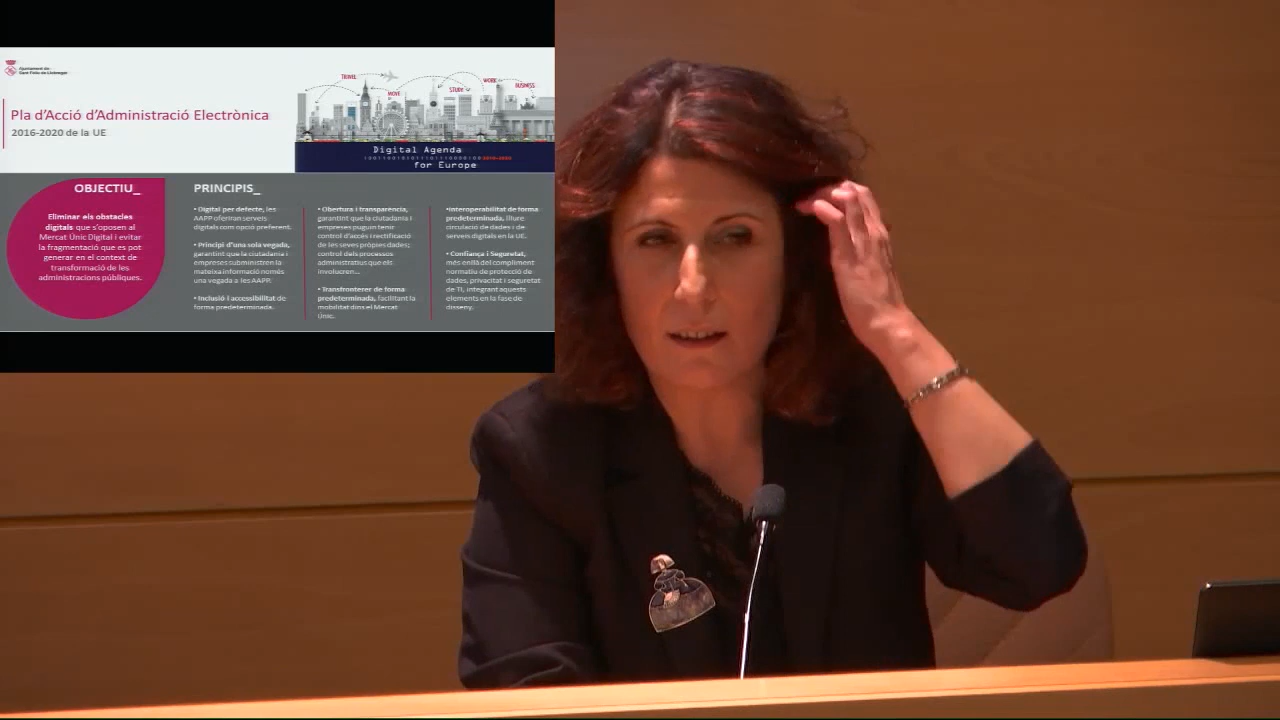 Ajuntament de
Sant Feliu de Llobregat
Pla d'Acció d'Administració Electrònica
2016-2020 de la UE
TRAVEL
MOVE
STUDY
WORK
BUSINESS
Digital Agenda
for Europe
OBJECTIU_
Eliminar els obstacles
digitals que s'oposen al
Mercat Únic Digital i evitar
la fragmentació que es pot
generar en el context de
transformació de les
administracions públiques.
PRINCIPIS_
• Digital per defecte, les
AAPP oferiran serveis
digitals com opció preferent.
• Principi d'una sola vegada,
garantint que la ciutadania i
empreses subministren la
mateixa informació només
una vegada a les AAPP.
• Inclusió i accessibilitat de
forma predeterminada.
• Obertura i transparència,
garantint que la ciutadania i
empreses puguin tenir
control d'accés i rectificació
de les seves pròpies dades;
control dels processos
administratius que els
involucren...
• Transfronterer de forma
predeterminada, facilitant la
mobilitat dins el Mercat
Únic.
•Interoperabilitat de forma
predeterminada, lliure
circulació de dades i de
serveis digitals en la UE.
• Confiança i Seguretat,
més enllà del compliment
normatiu de protecció de
dades, privacitat i seguretat
de TI, integrant aquests
elements en la fase de
disseny.